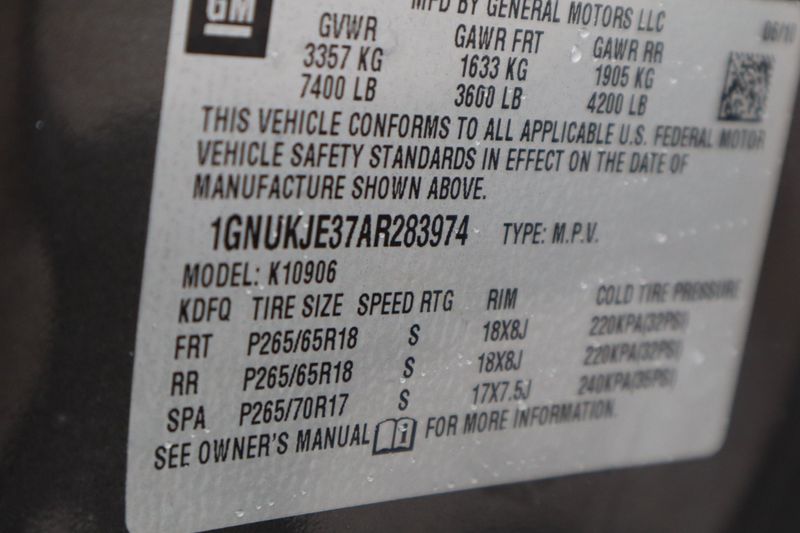 GM
MFD BY GENERAL MOTORS LLC
06/10
GVWR GAWR FRT GAWR RR
3357 KG 1633 KG 1905 KG
7400 LB 3600 LB 4200 LB
THIS VEHICLE CONFORMS TO ALL APPLICABLE U.S. FEDERAL MOTOR
VEHICLE SAFETY STANDARDS IN EFFECT ON THE DATE OF
MANUFACTURE SHOWN ABOVE.
1GNUKJE37AR283974 TYPE: M.P.V.
MODEL: K10906
KDFQ TIRE SIZE SPEED RTG RIM COLD TIRE PRESSURE
FRT P265/65R18 S 18X8J 220KPA(32PSI)
RR P265/65R18 S 18X8J 220KPA(32PSI)
SPA P265/70R17 S 17X7.5J 240KPA(35PSI)
SEE OWNER'S MANUAL FOR MORE INFORMATION.